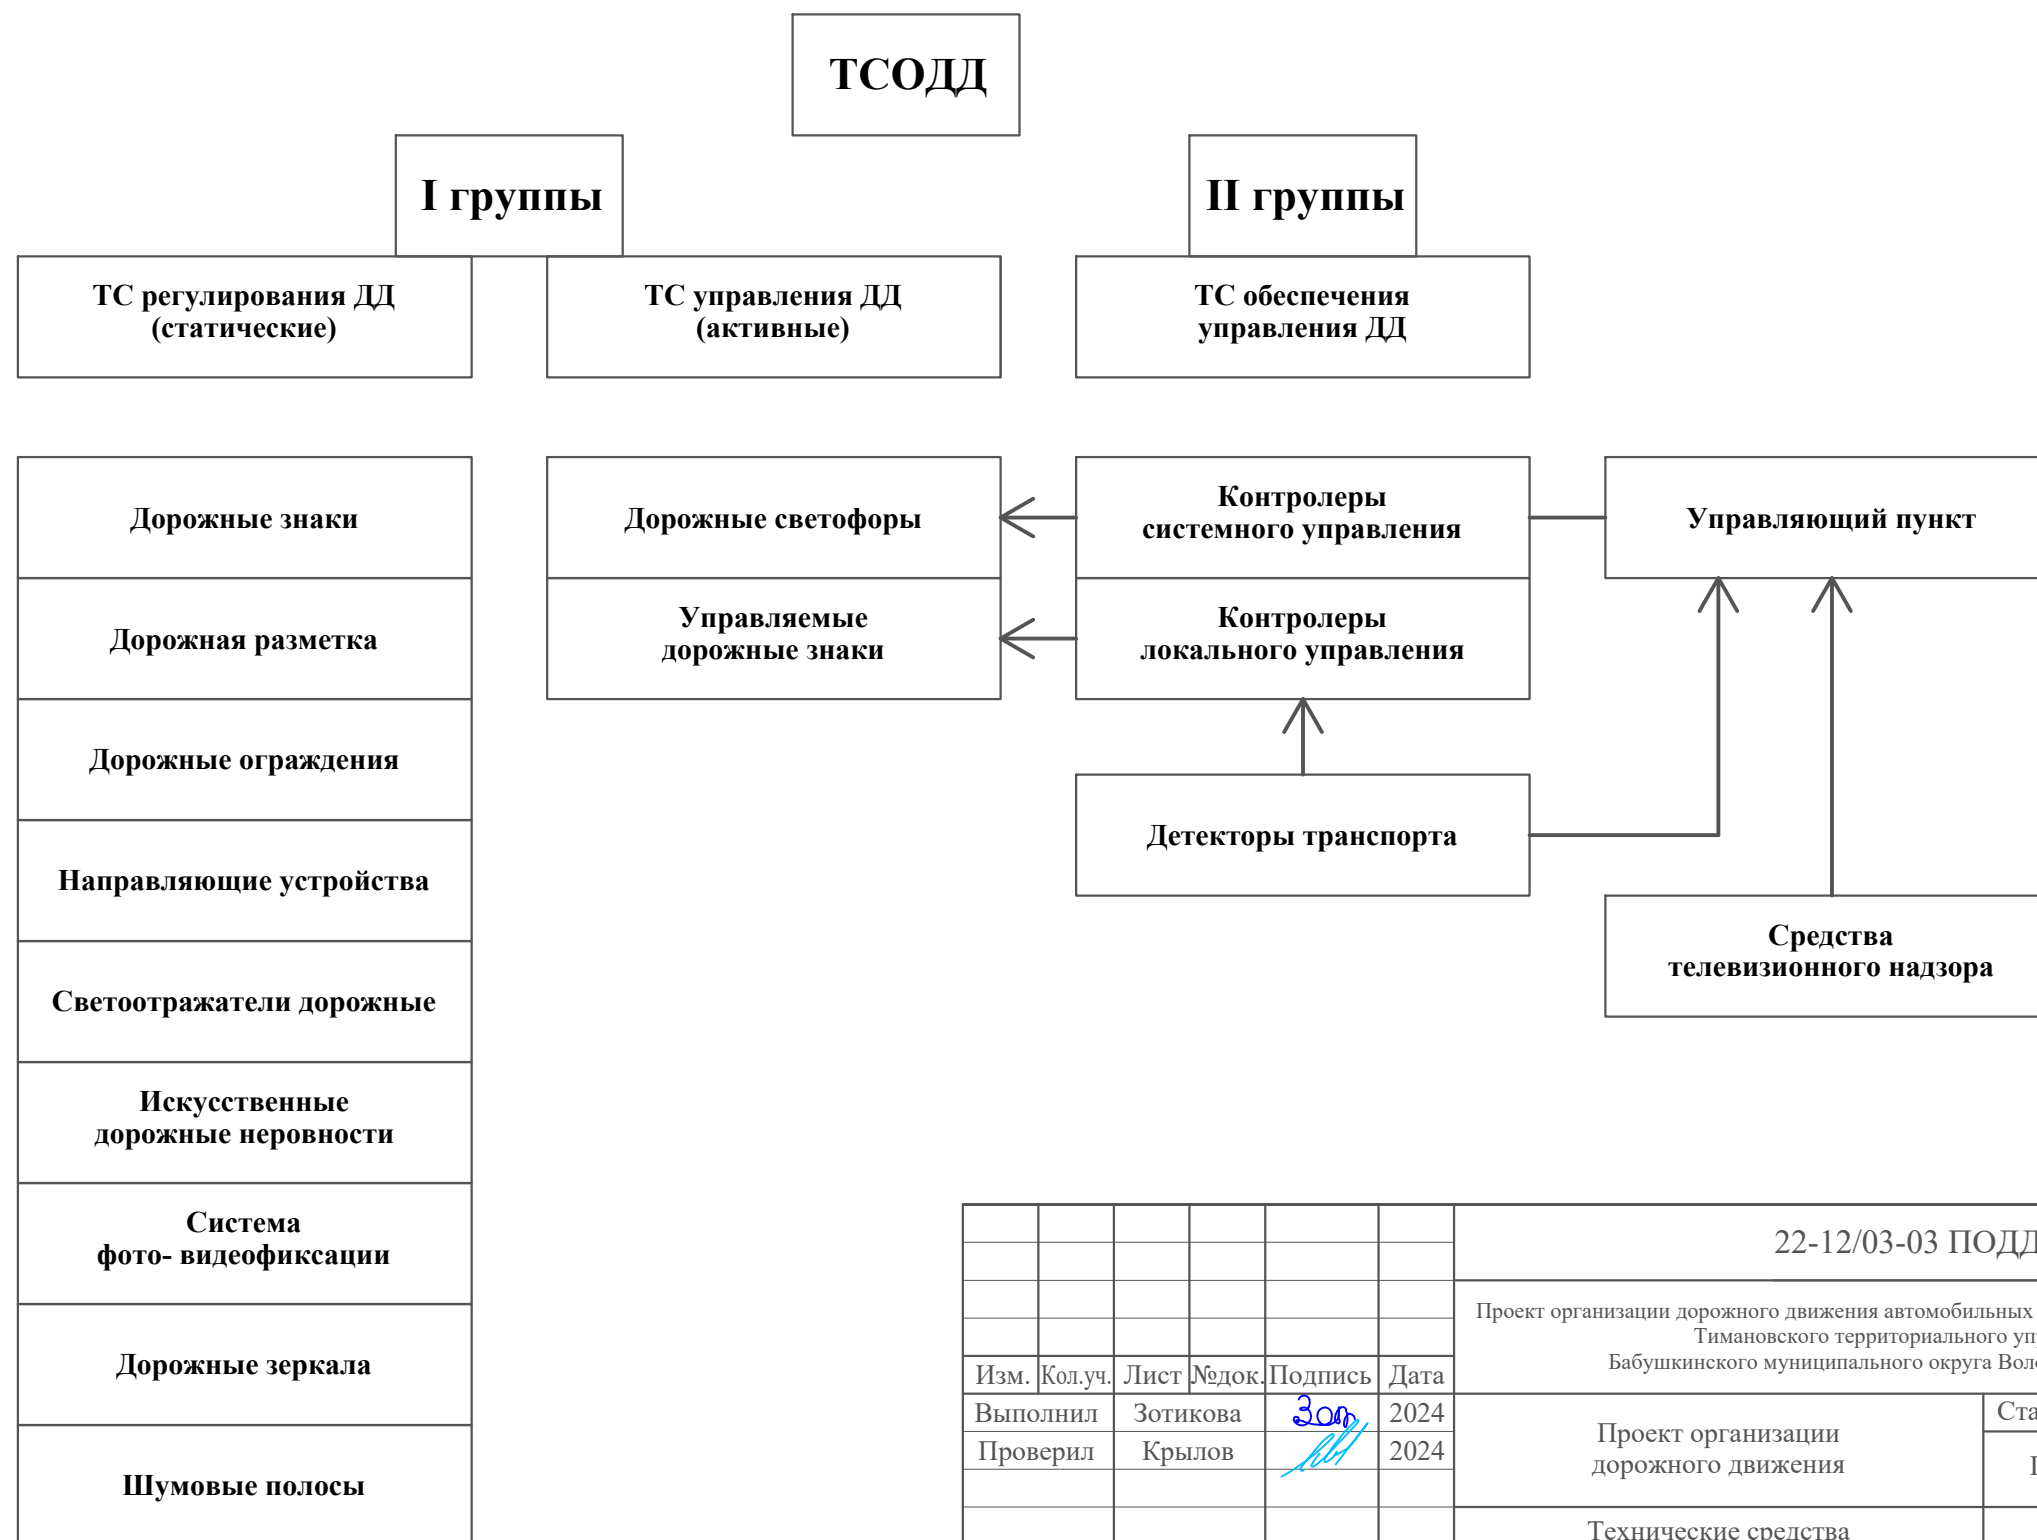 ТСОДД
I группы
II группы
ТС регулирования ДД
(статические)
ТС управления ДД
(активные)
ТС обеспечения
управления ДД
Дорожные знаки
Дорожные светофоры
Контролеры
системного управления
Управляющий пункт
Дорожная разметка
Управляемые
дорожные знаки
Контролеры
локального управления
Дорожные ограждения
Детекторы транспорта
Направляющие устройства
Средства
телевизионного надзора
Светоотражатели дорожные
Искусственные
дорожные неровности
Система
фото- видеофиксации
Дорожные зеркала
Шумовые полосы
22-12/03-03 ПОДД
Проект организации дорожного движения автомобильных
Тимановского территориального
Бабушкинского муниципального округа
Изм. Кол.уч. Лист №док. Подпись Дата
Выполнил Зотикова 2024
Проверил Крылов 2024
Проект организации
дорожного движения
Технические средства